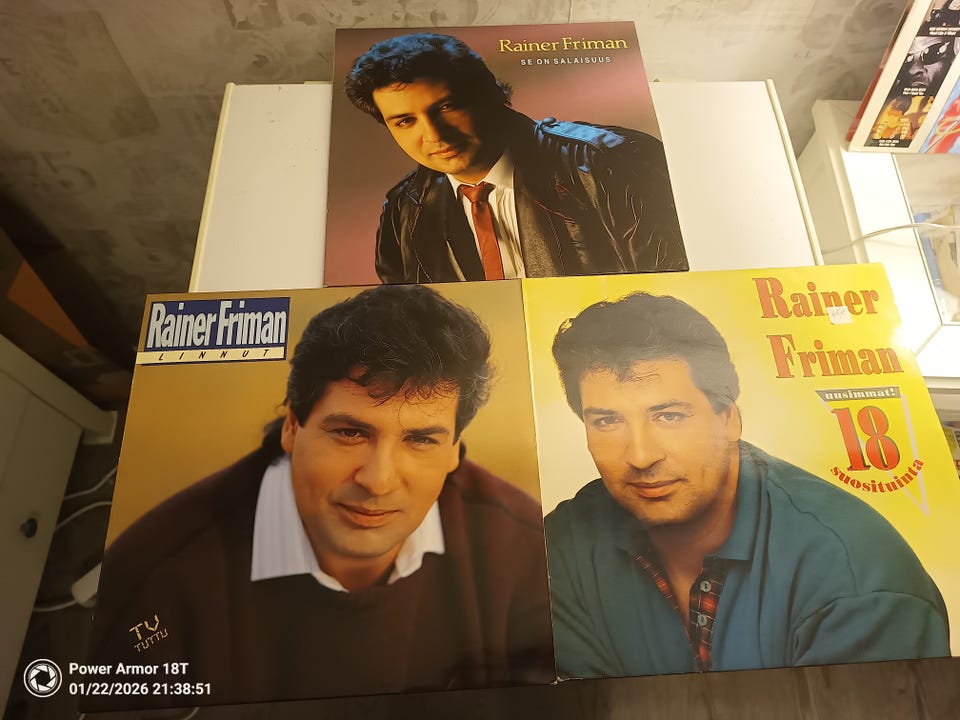 Rainer Friman
SE ON SALAISUUS
Rainer Friman
LINNUT
TV
TUTTU
Rainer
Friman
uusimmat!
18
suosituinta
Power Armor 18T
01/22/2026 21:38:51